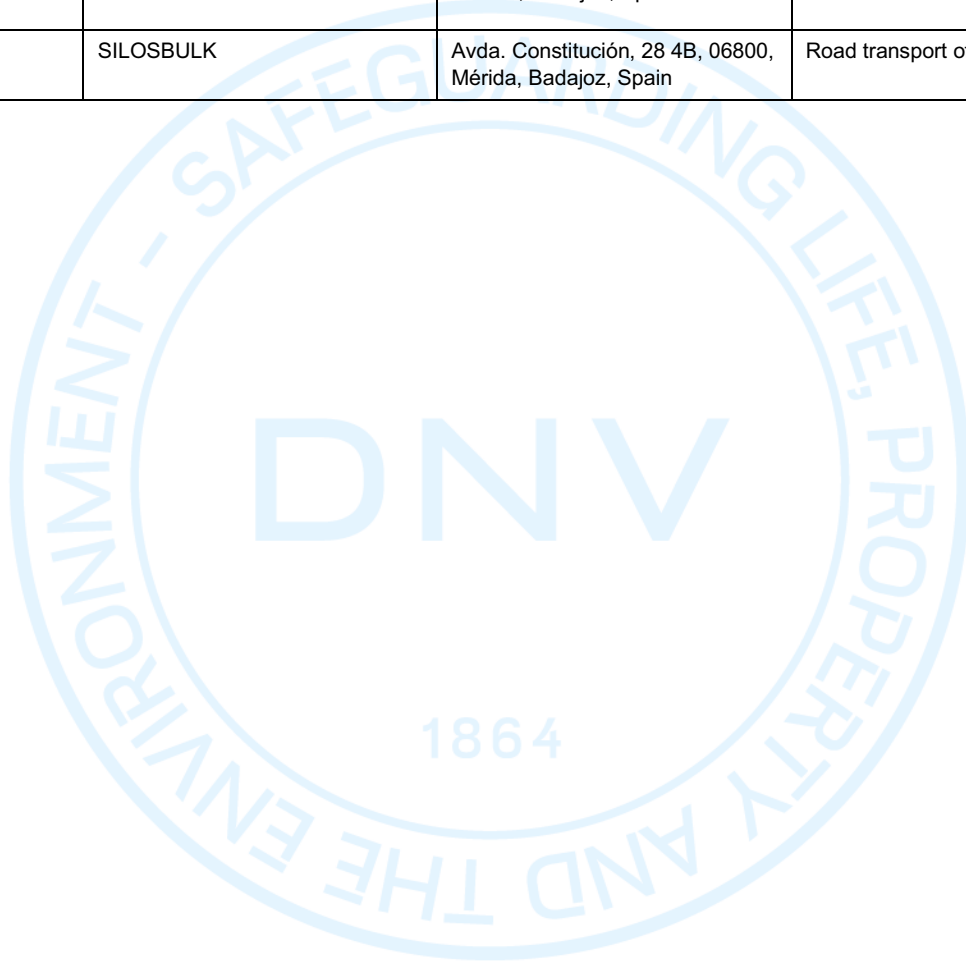 SILOSBULK
Avda. Constitución, 28 4B, 06800,
Mérida, Badajoz, Spain
Road transport of
SAFEGUARDING LIFE, PROPERTY AND THE ENVIRONMENT -
DNV
1864